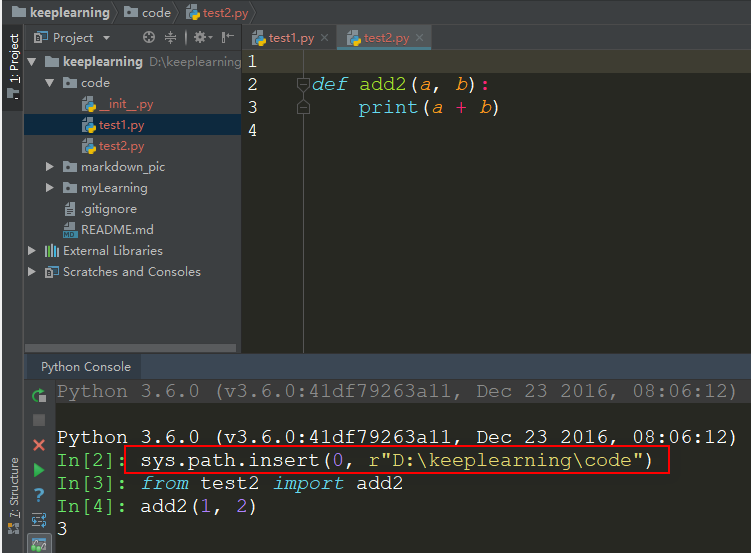 keeplearning code test2.py
1: Project
Project
test1.py test2.py
keeplearning D:\keeplearning
code
__init__.py
test1.py
test2.py
markdown_pic
myLearning
.gitignore
README.md
External Libraries
Scratches and Consoles
1
2 def add2(a, b):
3 print(a + b)
4
Python Console
Python 3.6.0 (v3.6.0:41df79263a11, Dec 23 2016, 08:06:12)
Python 3.6.0 (v3.6.0:41df79263a11, Dec 23 2016, 08:06:12)
In[2]: sys.path.insert(0, r"D:\keeplearning\code")
In[3]: from test2 import add2
In[4]: add2(1, 2)
3
7: Structure